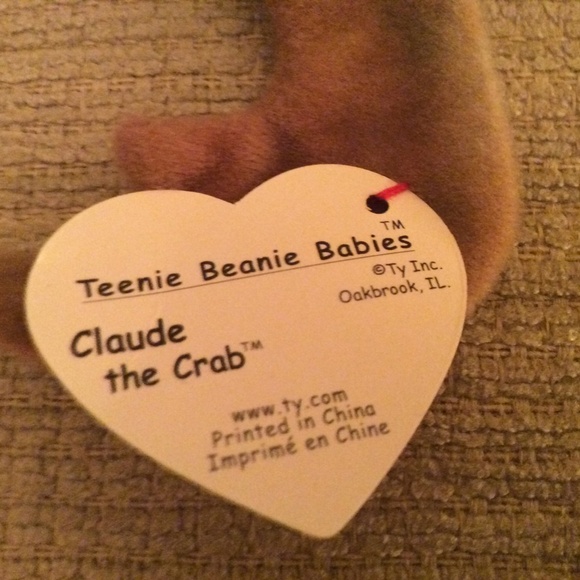 Teenie Beanie Babies™
©Ty Inc.
Oakbrook, IL.
Claude
the Crab™
www.ty.com
Printed in China
Imprimé en Chine